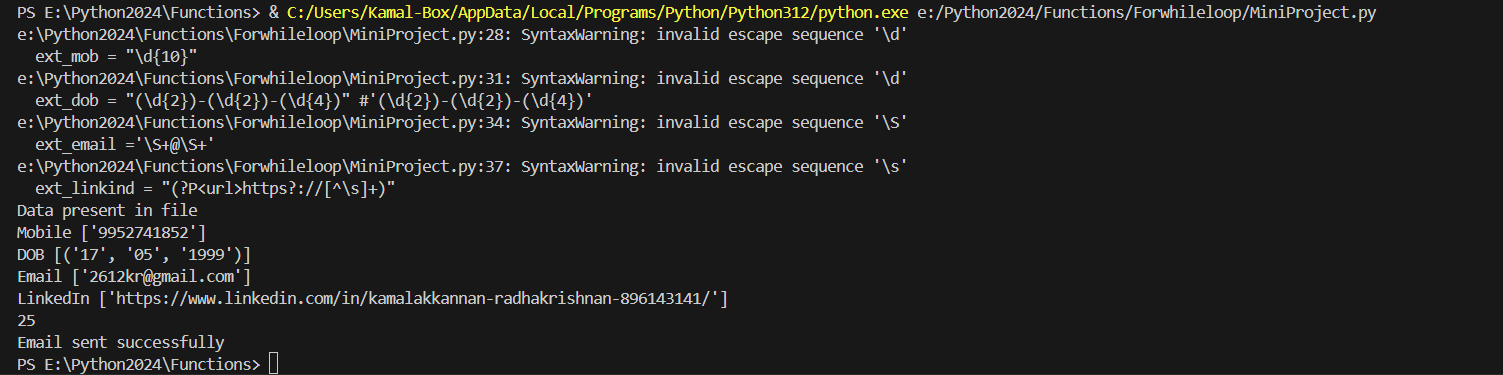 PS E:\Python2024\Functions> & C:/Users/Kamal-Box/AppData/Local/Programs/Python/Python312/python.exe e:/Python2024/Functions/Forwhileloop/MiniProject.py
e:\Python2024\Functions\Forwhileloop\MiniProject.py:28: SyntaxWarning: invalid escape sequence '\d'
  ext_mob = "\d{10}"
e:\Python2024\Functions\Forwhileloop\MiniProject.py:31: SyntaxWarning: invalid escape sequence '\d'
  ext_dob = "(\d{2})-(\d{2})-(\d{4})" #'(\d{2})-(\d{2})-(\d{4})'
e:\Python2024\Functions\Forwhileloop\MiniProject.py:34: SyntaxWarning: invalid escape sequence '\S'
  ext_email ='\S+@\S+'
e:\Python2024\Functions\Forwhileloop\MiniProject.py:37: SyntaxWarning: invalid escape sequence '\s'
  ext_linkind = "(?P<url>https?://[^\s]+)"
Data present in file
Mobile ['9952741852']
DOB [('17', '05', '1999')]
Email ['2612kr@gmail.com']
LinkedIn ['https://www.linkedin.com/in/kamalakkannan-radhakrishnan-896143141/']
25
Email sent successfully
PS E:\Python2024\Functions>